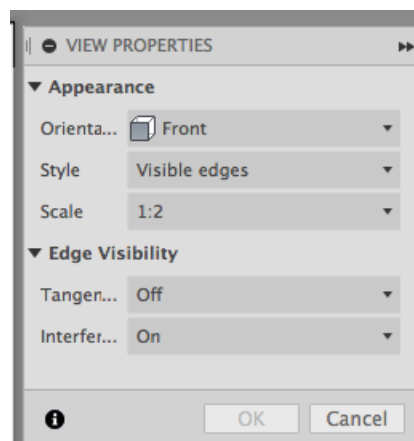 VIEW PROPERTIES
Appearance
Orienta... Front
Style Visible edges
Scale 1:2
Edge Visibility
Tangen... Off
Interfer... On
OK Cancel